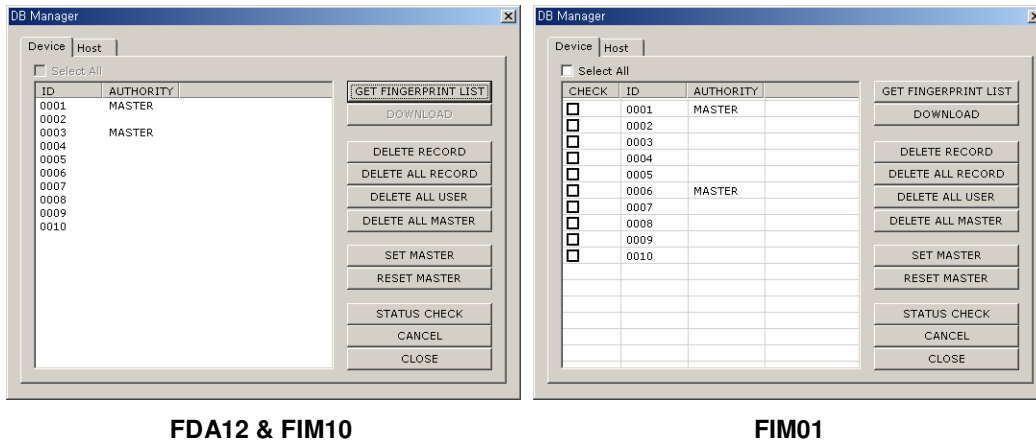 DB Manager
Device Host
Select All
ID AUTHORITY
0001 MASTER
0002
0003 MASTER
0004
0005
0006
0007
0008
0009
0010
GET FINGERPRINT LIST
DOWNLOAD
DELETE RECORD
DELETE ALL RECORD
DELETE ALL USER
DELETE ALL MASTER
SET MASTER
RESET MASTER
STATUS CHECK
CANCEL
CLOSE
FDA12 & FIM10
DB Manager
Device Host
Select All
CHECK ID AUTHORITY
0001 MASTER
0002
0003
0004
0005
0006 MASTER
0007
0008
0009
0010
GET FINGERPRINT LIST
DOWNLOAD
DELETE RECORD
DELETE ALL RECORD
DELETE ALL USER
DELETE ALL MASTER
SET MASTER
RESET MASTER
STATUS CHECK
CANCEL
CLOSE
FIM01